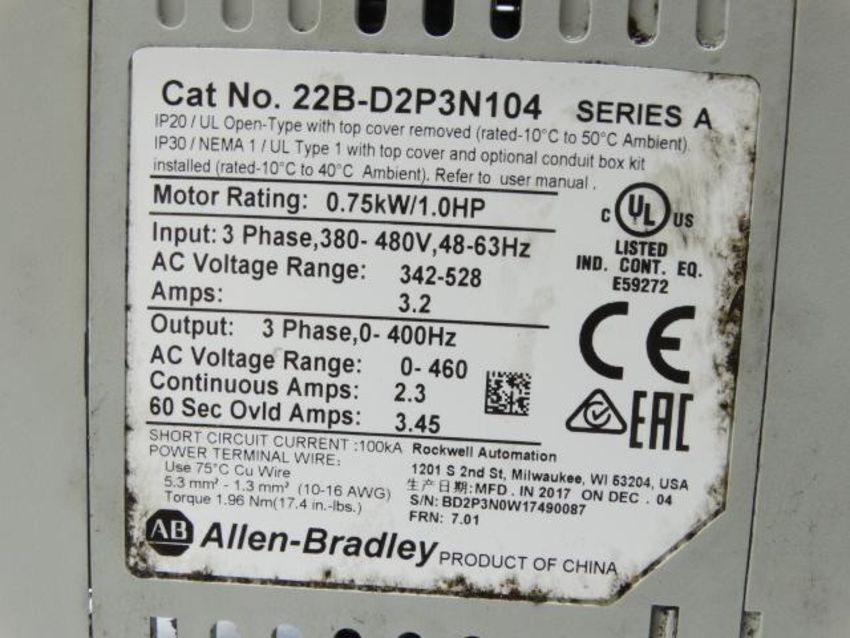 Cat No. 22B-D2P3N104 SERIES A
IP20 / UL Open-Type with top cover removed (rated-10°C to 50°C Ambient).
IP30 / NEMA 1 / UL Type 1 with top cover and optional conduit box kit
installed (rated-10°C to 40°C Ambient). Refer to user manual.
Motor Rating: 0.75kW/1.0HP
Input: 3 Phase,380- 480V,48-63Hz
AC Voltage Range: 342-528
Amps: 3.2
Output: 3 Phase,0- 400Hz
AC Voltage Range: 0- 460
Continuous Amps: 2.3
60 Sec Ovld Amps: 3.45
C UL US
LISTED
IND. CONT. EQ.
E59272
CE
EAC
SHORT CIRCUIT CURRENT :100kA
POWER TERMINAL WIRE:
Use 75°C Cu Wire
5.3 mm² - 1.3 mm² (10-16 AWG)
Torque 1.96 Nm(17.4 in.-lbs.)
Rockwell Automation
1201 S 2nd St, Milwaukee, WI 53204, USA
生产日期:MFD . IN 2017 ON DEC . 04
S/N: BD2P3N0W17490087
FRN: 7.01
AB Allen-Bradley PRODUCT OF CHINA